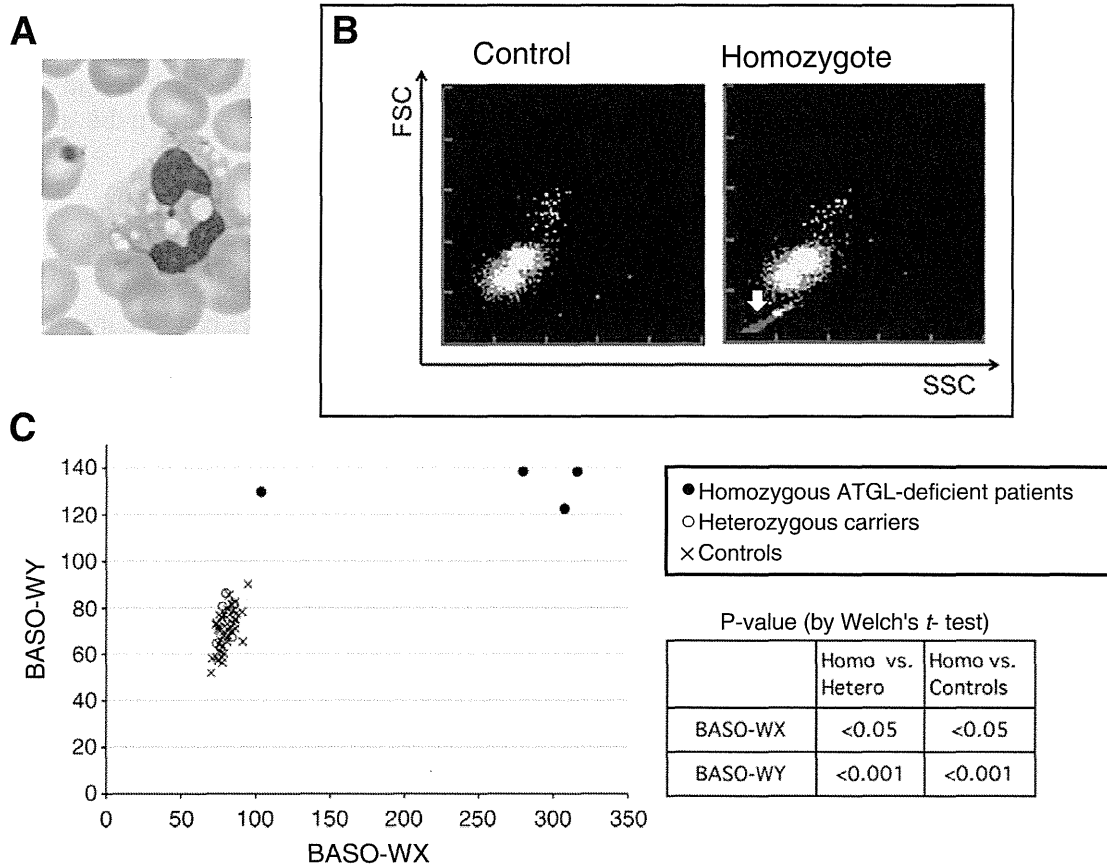 A
B
Control
Homozygote
FSC
SSC
C
140
120
100
80
60
40
20
0
BASO-WY
0 50 100 150 200 250 300 350
BASO-WX
Homozygous ATGL-deficient patients
Heterozygous carriers
Controls
P-value (by Welch's t- test)
Homo vs. Hetero
Homo vs. Controls
BASO-WX <0.05 <0.05
BASO-WY <0.001 <0.001